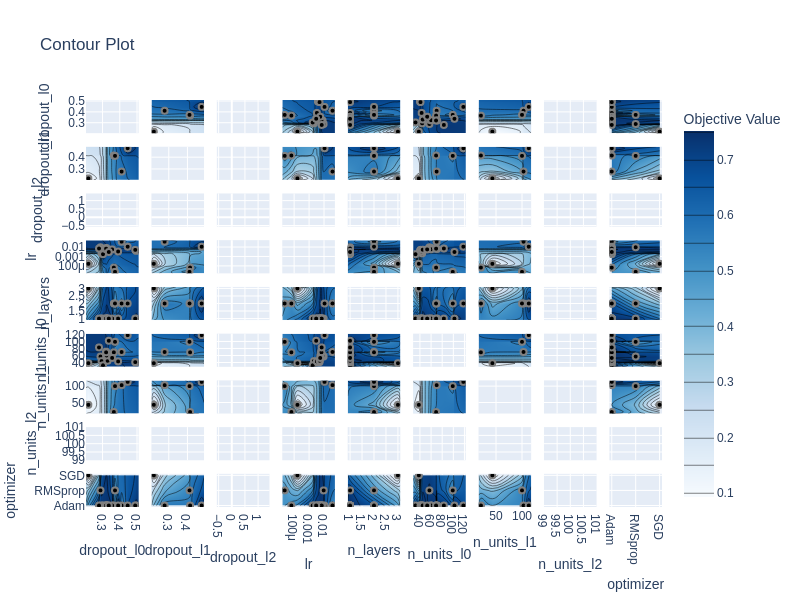 Contour Plot
Objective Value
0.7
0.6
0.5
0.4
0.3
0.2
0.1
dropout_l0
0.5
0.4
0.3
dropout_l1
0.4
0.3
dropout_l2
1
0.5
0
−0.5
lr
0.01
0.001
100μ
n_layers
3
2.5
2
1.5
1
n_units_l0
120
100
80
60
40
n_units_l1
100
50
n_units_l2
101
100.5
100
99.5
99
optimizer
SGD
RMSprop
Adam
0.3 0.4 0.5
0.3 0.4
−0.5 0 0.5 1
100μ 0.001 0.01
1 1.5 2 2.5 3
40 60 80 100 120
50 100
99 99.5 100 100.5 101
Adam RMSprop SGD
dropout_l0
dropout_l1
dropout_l2
lr
n_layers
n_units_l0
n_units_l1
n_units_l2
optimizer